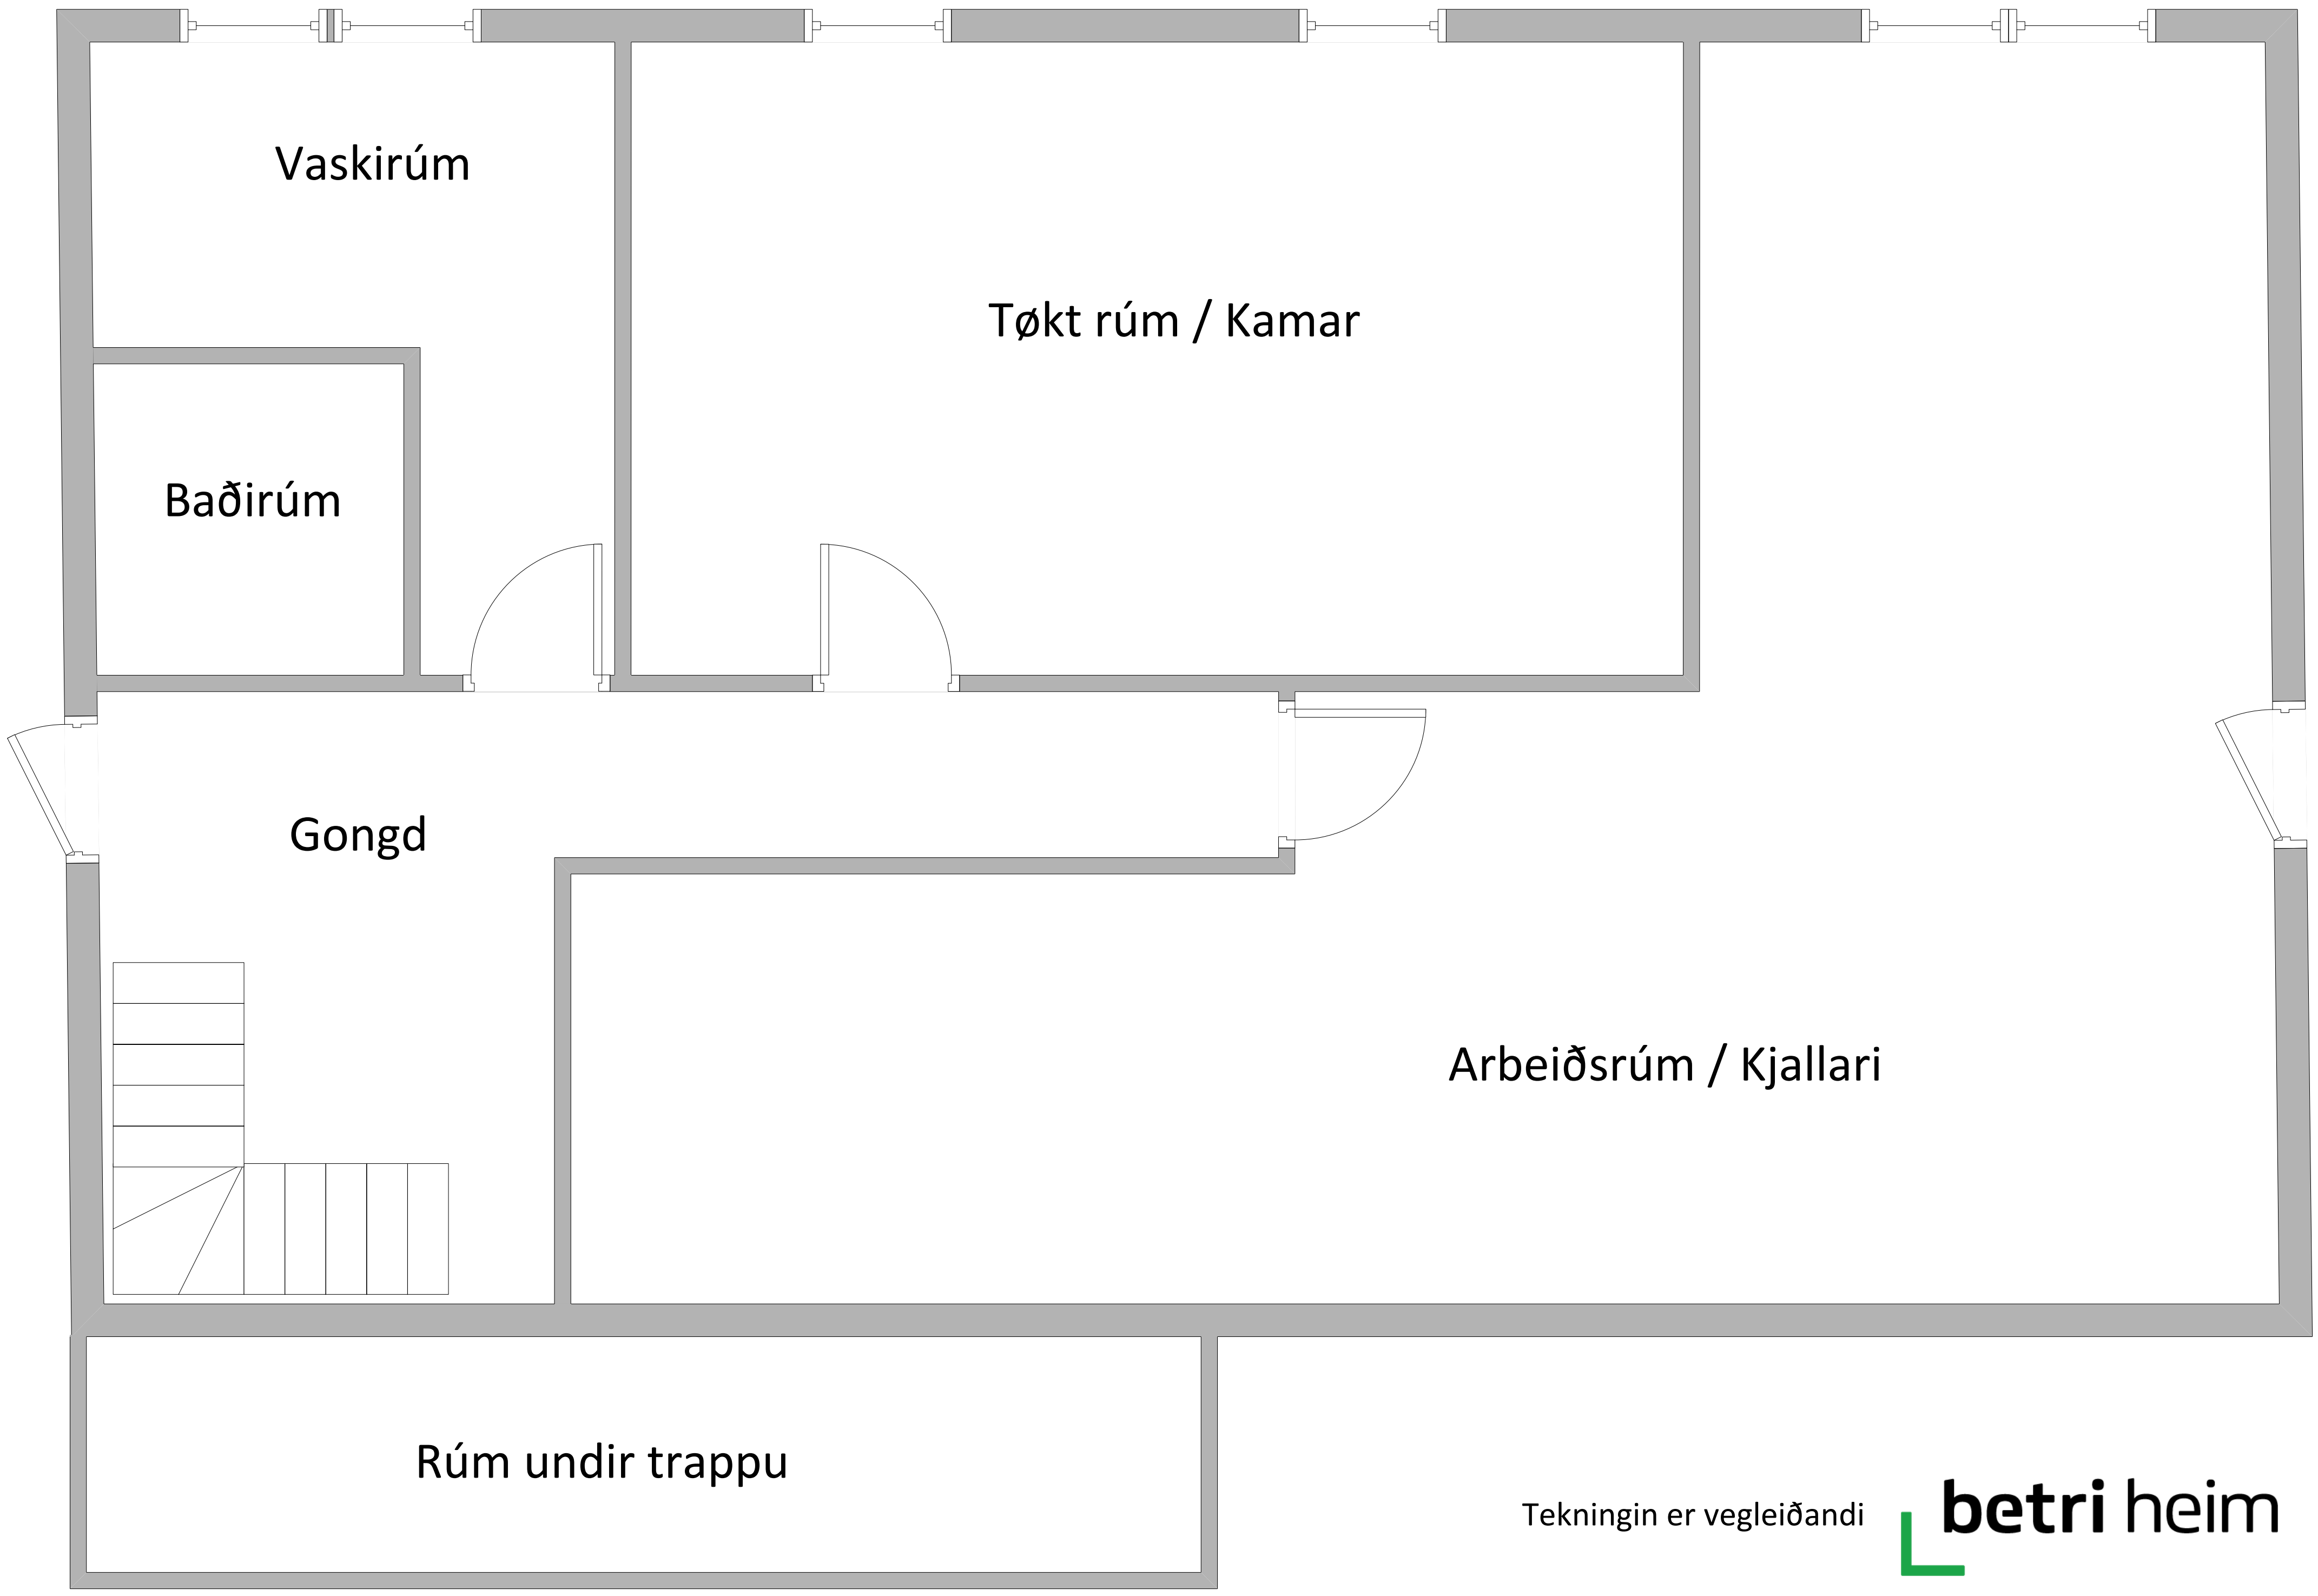 Vaskirúm
Tøkt rúm / Kamar
Baðirúm
Gongd
Arbeiðsrúm / Kjallari
Rúm undir trappu
Tekningin er vegleiðandi
betri heim